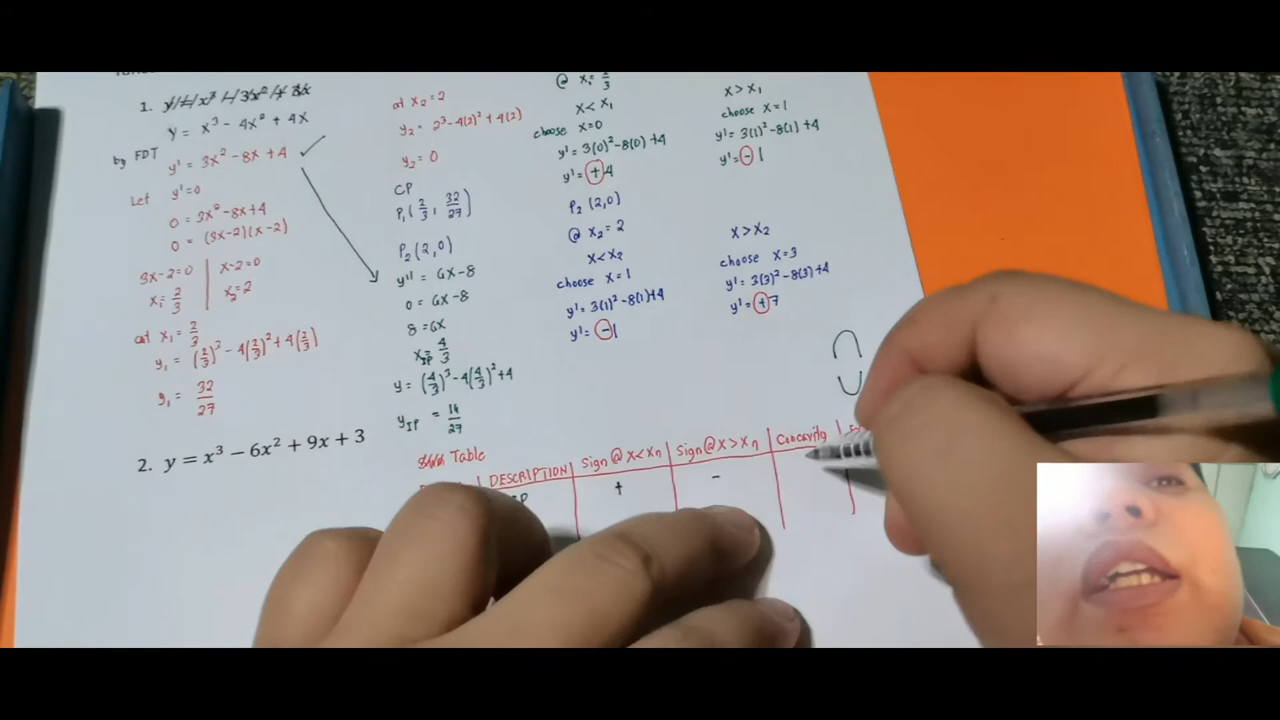 1.
y = x³ - 4x² + 4x
by FDT
y' = 3x² - 8x + 4 ✓
Let y' = 0
0 = 3x² - 8x + 4
0 = (3x-2)(x-2)
3x-2=0 | x-2=0
x₁ = 2/3 | x₂ = 2
at x₁ = 2/3
y₁ = (2/3)³ - 4(2/3)² + 4(2/3)
y₁ = 32/27
2. y = x³ − 6x² + 9x + 3
at x₂ = 2
y₂ = 2³ - 4(2)² + 4(2)
y₂ = 0
CP
P₁(2/3, 32/27)
P₂(2,0)
y'' = 6x - 8
0 = 6x - 8
8 = 6x
x_IP = 4/3
y = (4/3)³ - 4(4/3)² + 4
y_IP = 16/27
@ x₁ = 2/3
x < x₁
choose x=0
y' = 3(0)² - 8(0) + 4
y' = + 4
P₂ (2,0)
@ x₂ = 2
x < x₂
choose x = 1
y' = 3(1)² - 8(1) + 4
y' = - 1
x > x₁
choose x = 1
y' = 3(1)² - 8(1) + 4
y' = - 1
x > x₂
choose x = 3
y' = 3(3)² - 8(3) + 4
y' = + 7
Table
DESCRIPTION | Sign @ x < xₙ | Sign @ x > xₙ | Concavity
+ | -